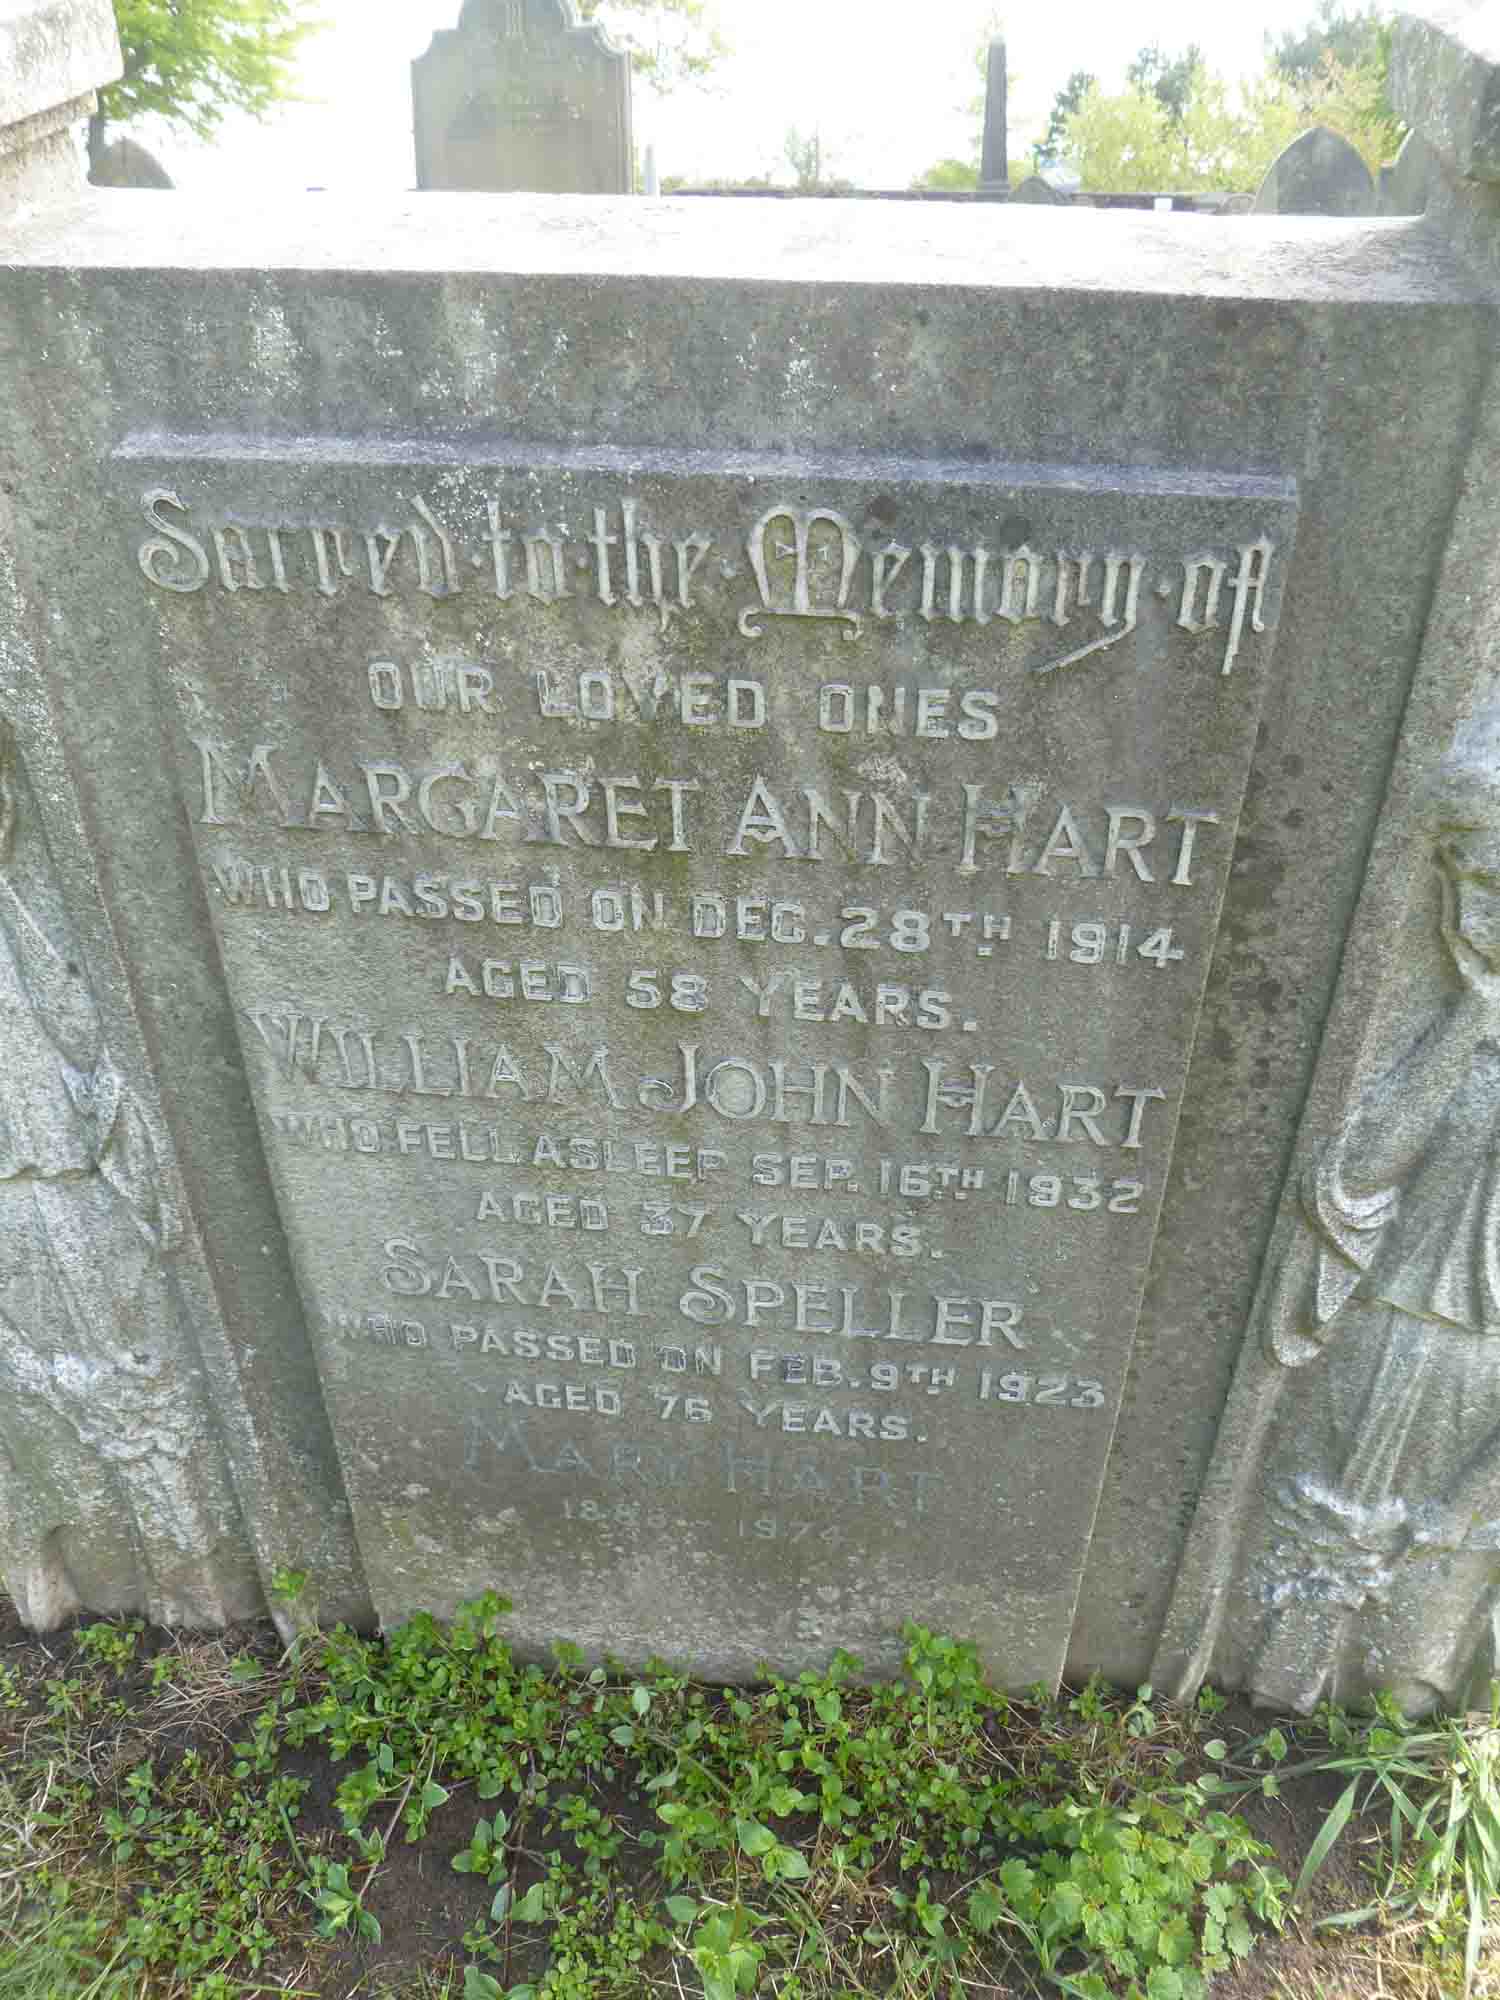 Sacred · to · the · Memory · of
OUR LOVED ONES
MARGARET ANN HART
WHO PASSED ON DEC. 28TH 1914
AGED 58 YEARS.
WILLIAM JOHN HART
WHO FELL ASLEEP SEP. 16TH 1932
AGED 37 YEARS.
SARAH SPELLER
WHO PASSED ON FEB. 9TH 1923
AGED 76 YEARS.
MARY HART
- 1974